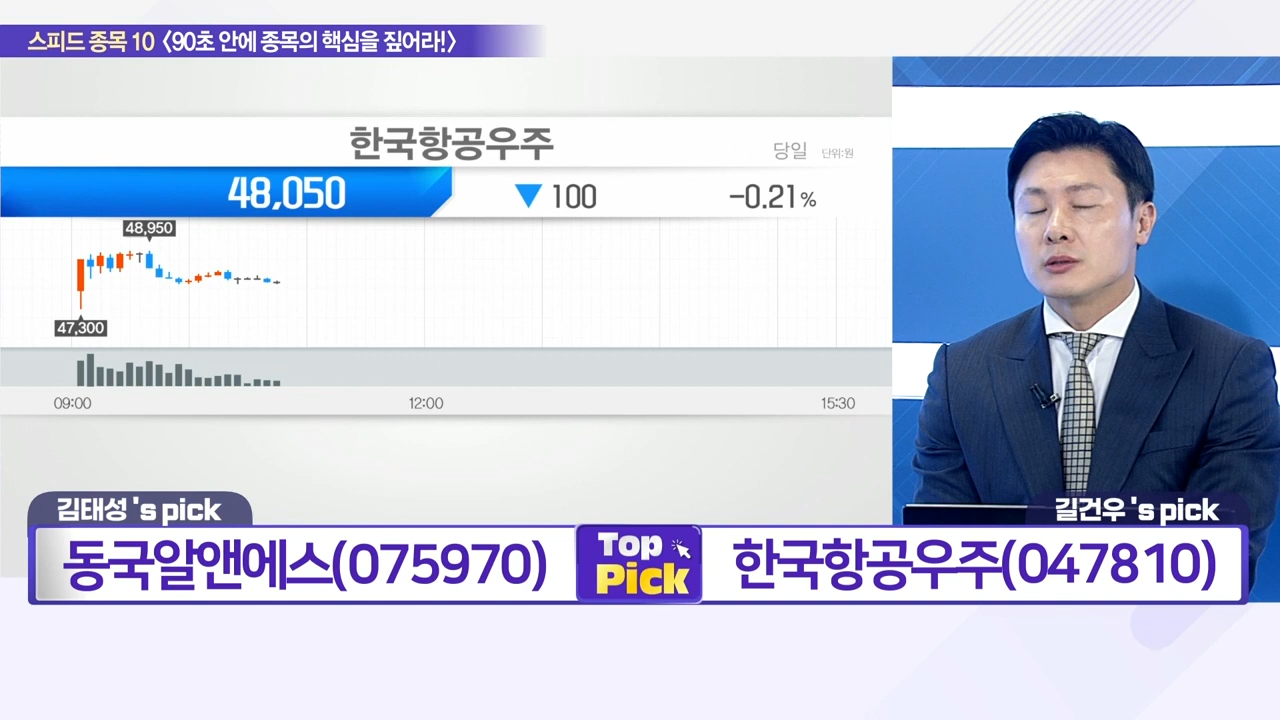 스피드 종목 10 <90초 안에 종목의 핵심을 짚어라!>
한국항공우주
당일 단위:원
48,050 ▼ 100 -0.21%
48,950
47,300
09:00 12:00 15:30
김태성 's pick
길건우 's pick
동국알앤에스(075970)
Top Pick
한국항공우주(047810)